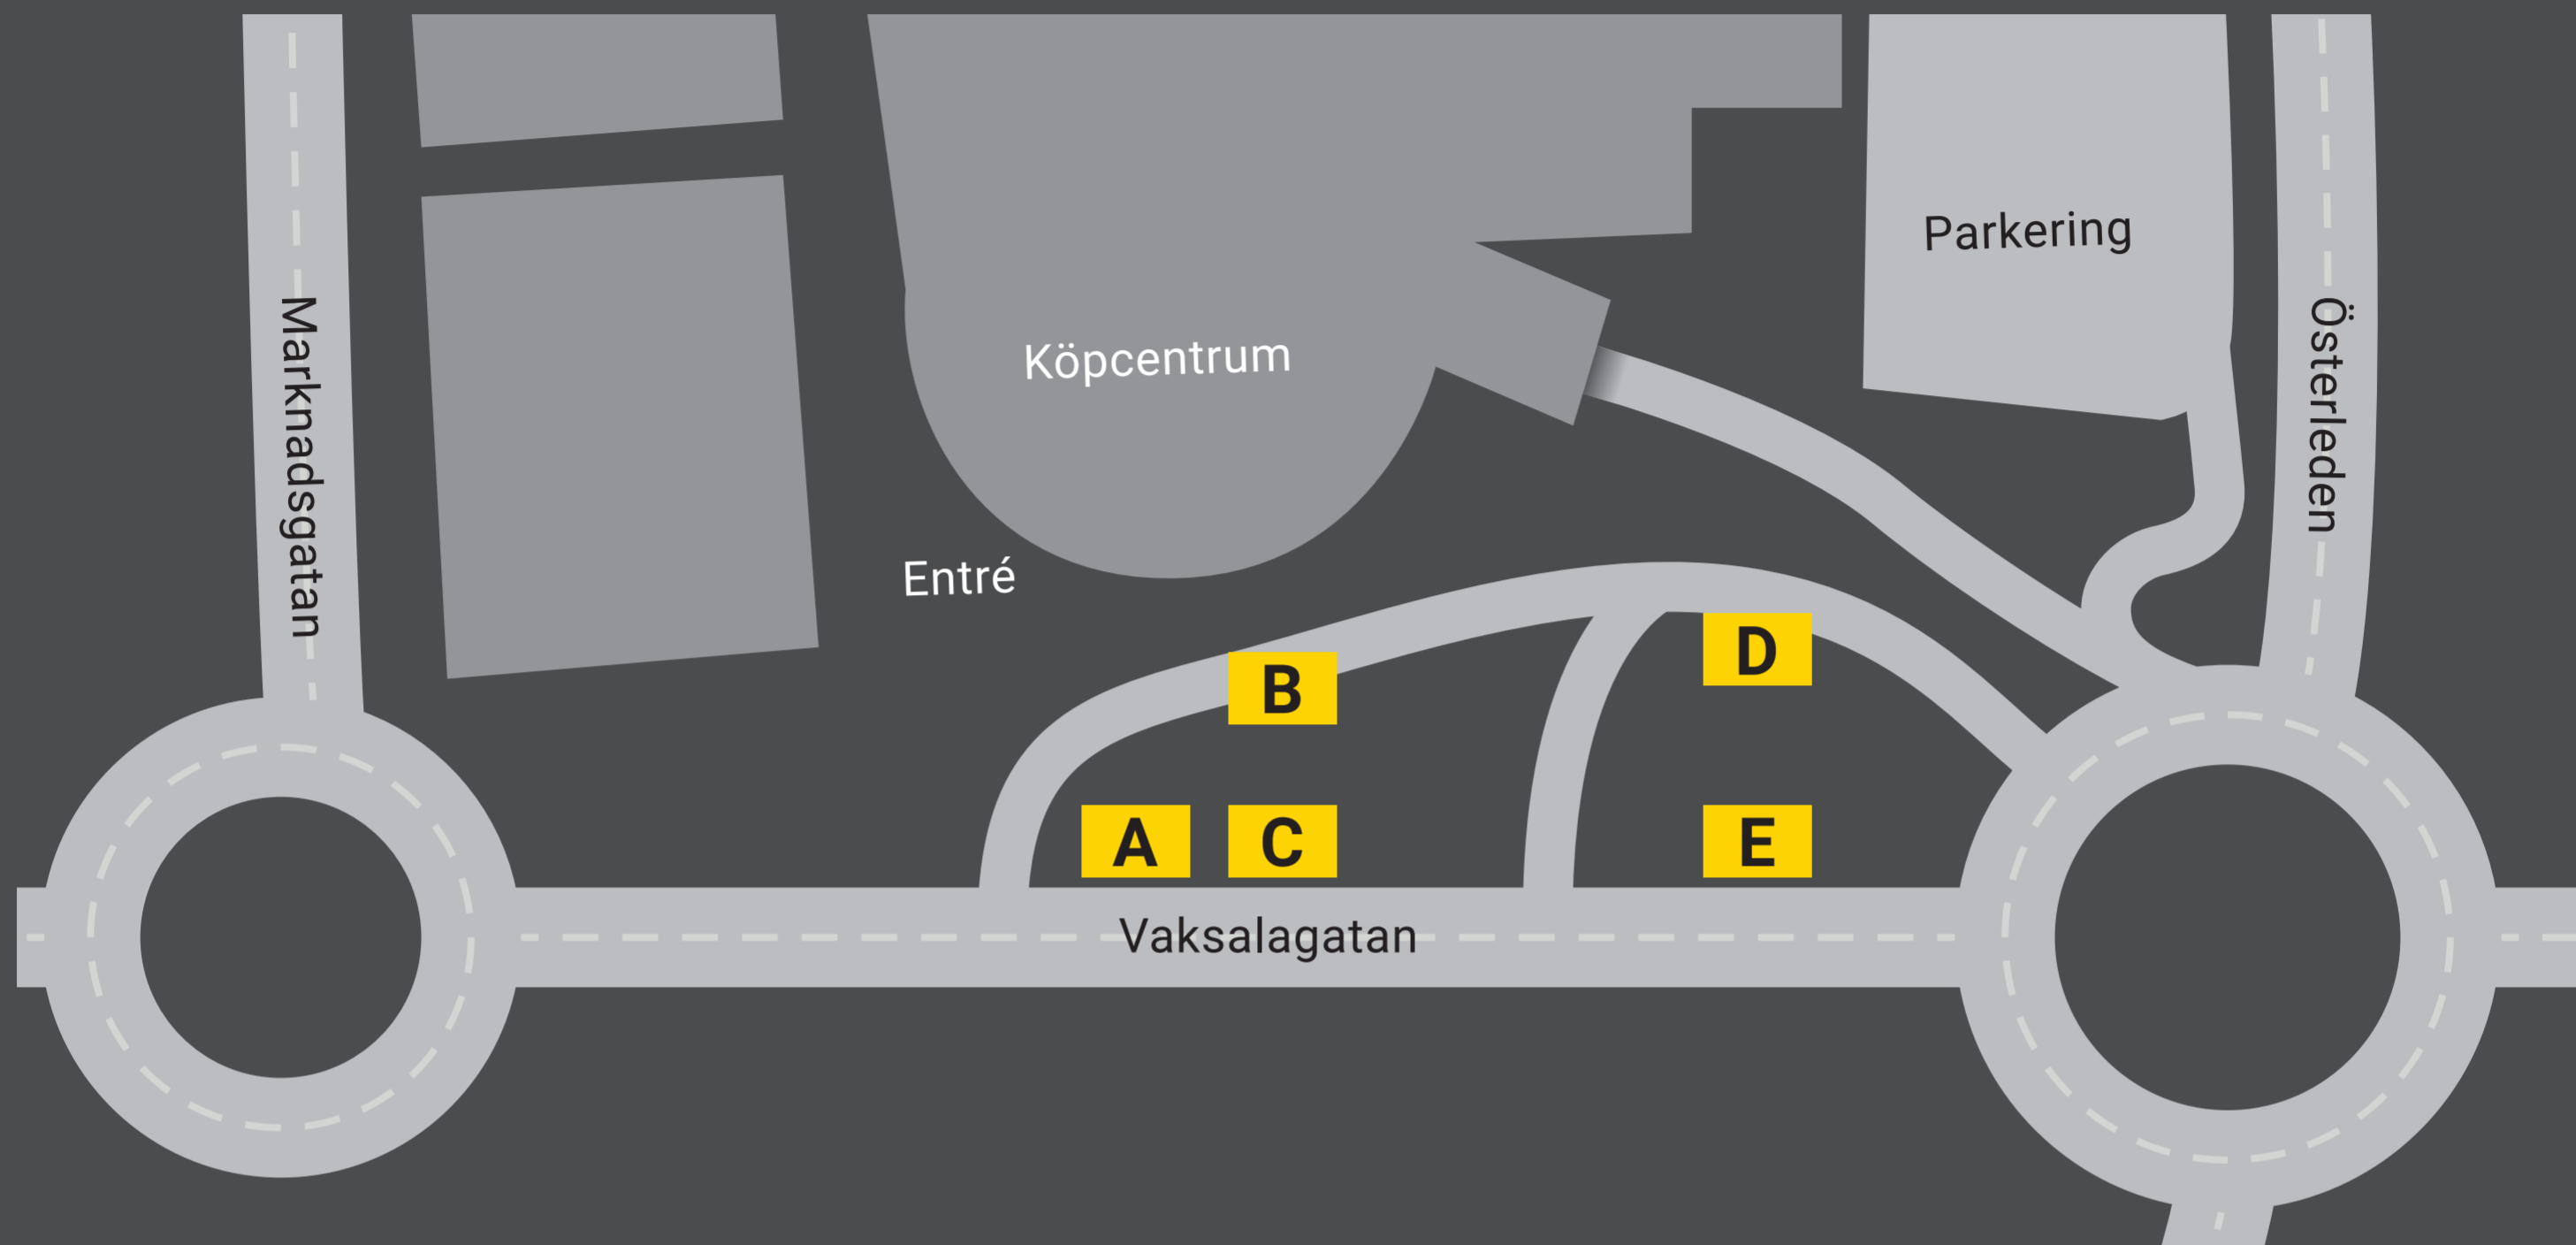 Parkering
Marknadsgatan
Österleden
Köpcentrum
Entré
B
D
A
C
E
Vaksalagatan